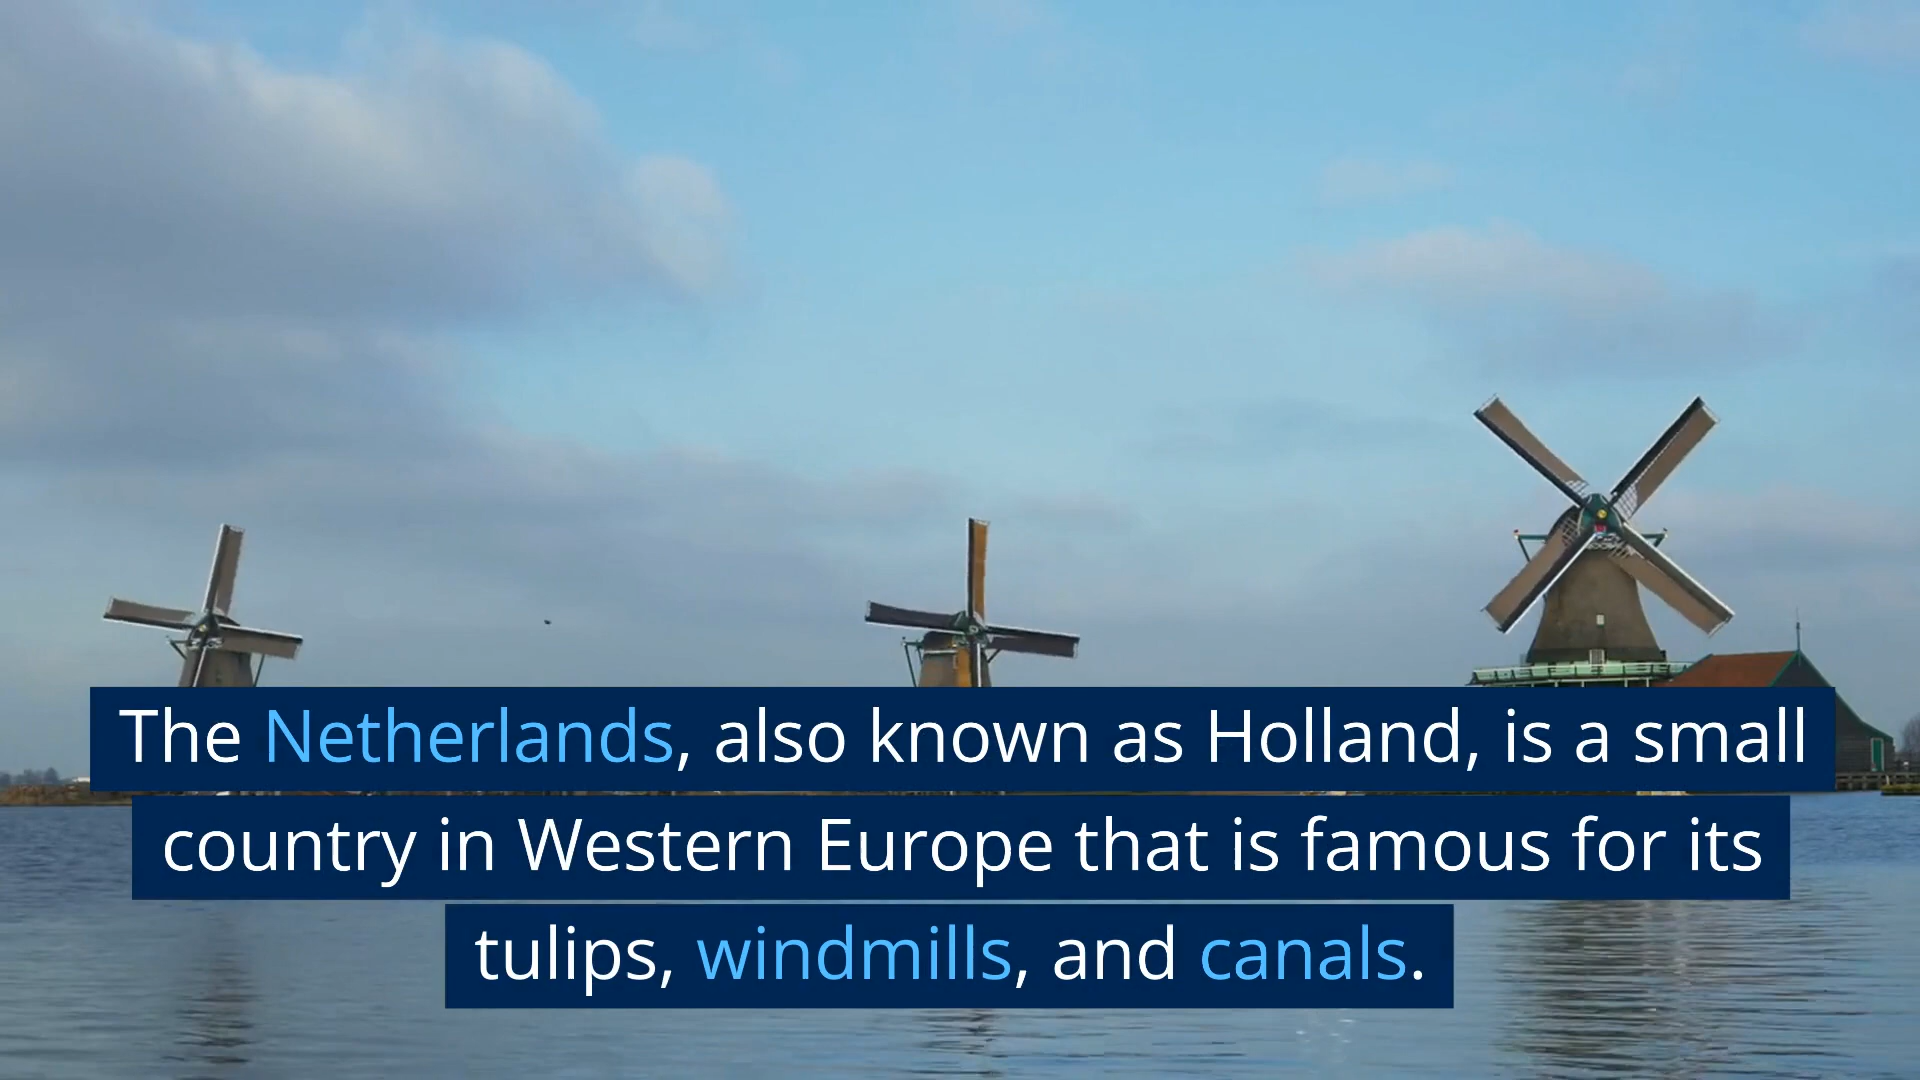 The Netherlands, also known as Holland, is a small
country in Western Europe that is famous for its
tulips, windmills, and canals.